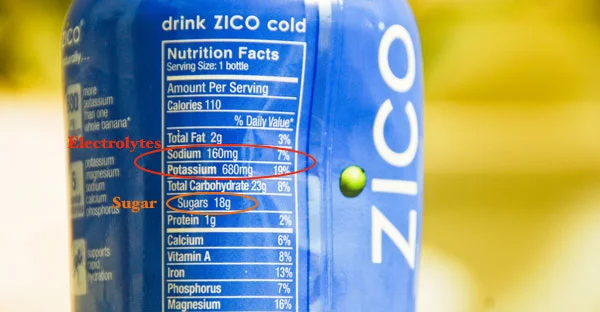 drink ZICO cold
Nutrition Facts
Serving Size: 1 bottle
Amount Per Serving
Calories 110
% Daily Value*
Total Fat 2g 3%
Sodium 160mg 7%
Potassium 680mg 19%
Total Carbohydrate 23g 8%
Sugars 18g
Protein 1g 2%
Calcium 6%
Vitamin A 8%
Iron 13%
Phosphorus 7%
Magnesium 16%
Electrolytes
Sugar
ZICO
more
potassium
than one
whole banana*
potassium
magnesium
sodium
calcium
phosphorus
supports
rapid
hydration
ZICO